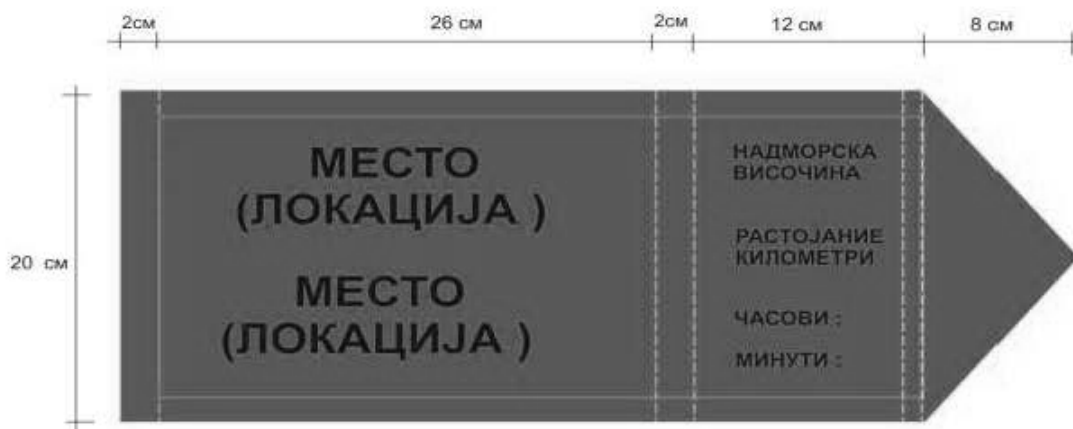 2см 26 см 2см 12 см 8 см
20 см
МЕСТО
(ЛОКАЦИЈА )
МЕСТО
(ЛОКАЦИЈА )
НАДМОРСКА
ВИСОЧИНА
РАСТОЈАНИЕ
КИЛОМЕТРИ
ЧАСОВИ :
МИНУТИ :